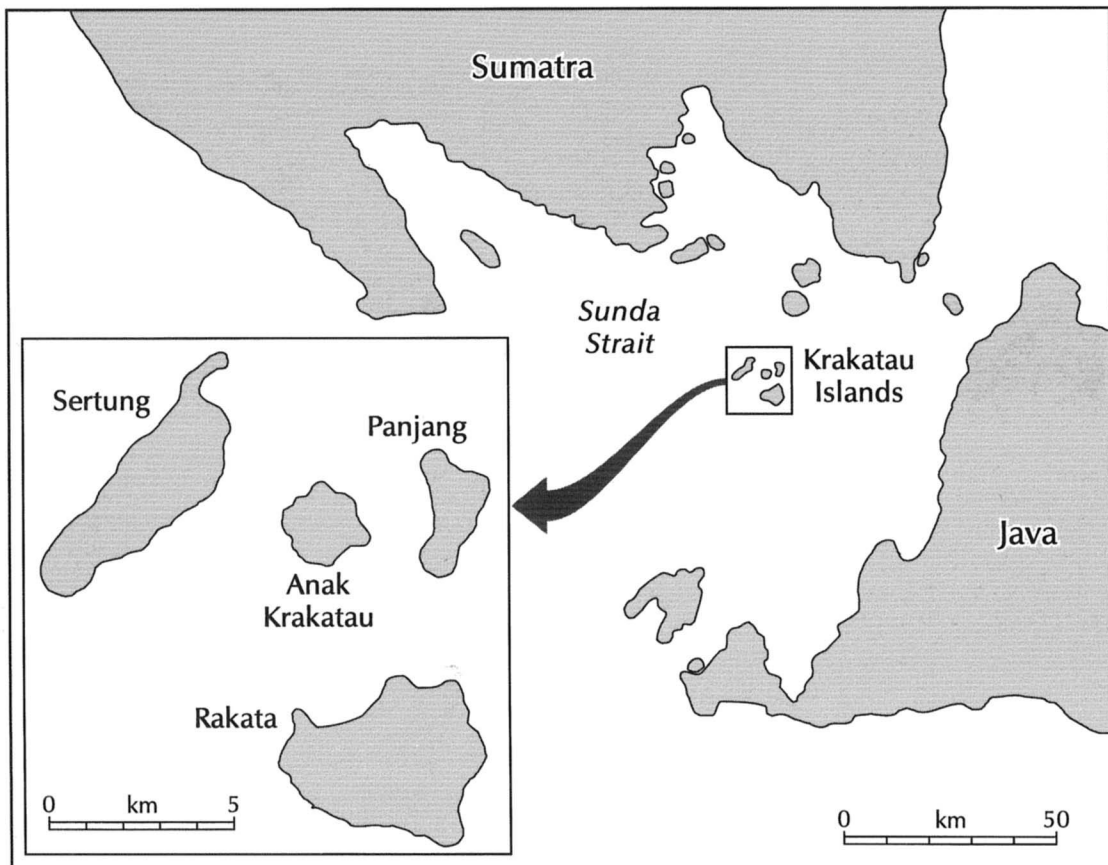 Sumatra
Sunda
Strait
Krakatau
Islands
Java
Sertung
Panjang
Anak
Krakatau
Rakata
0 km 5
0 km 50